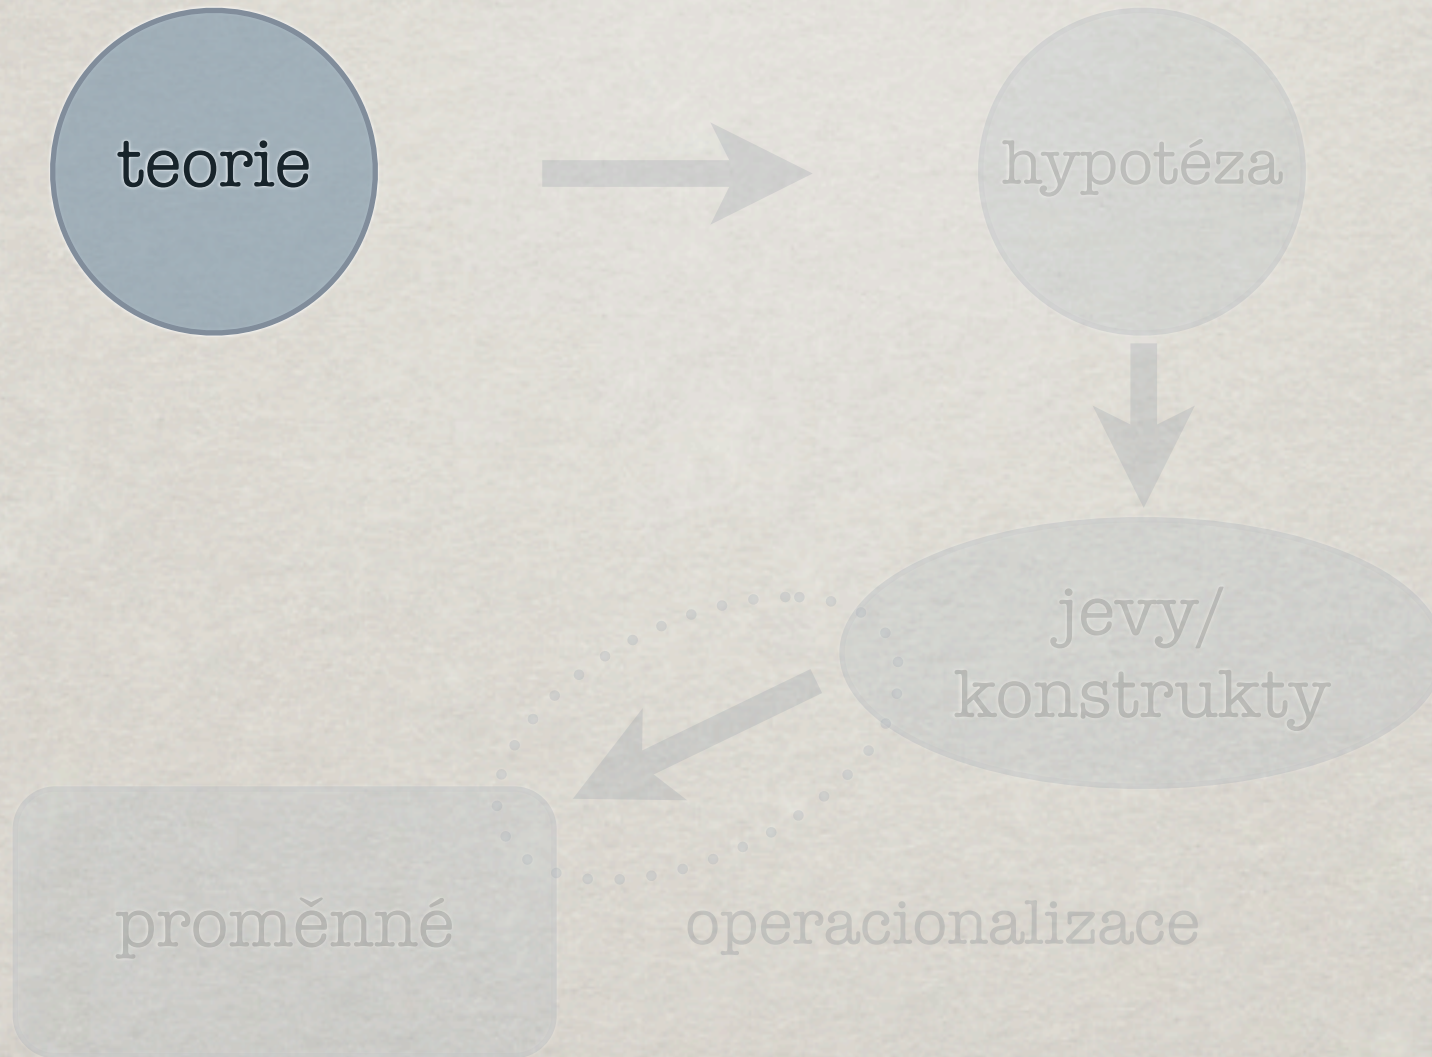 teorie
hypotéza
jevy/
konstrukty
proměnné
operacionalizace